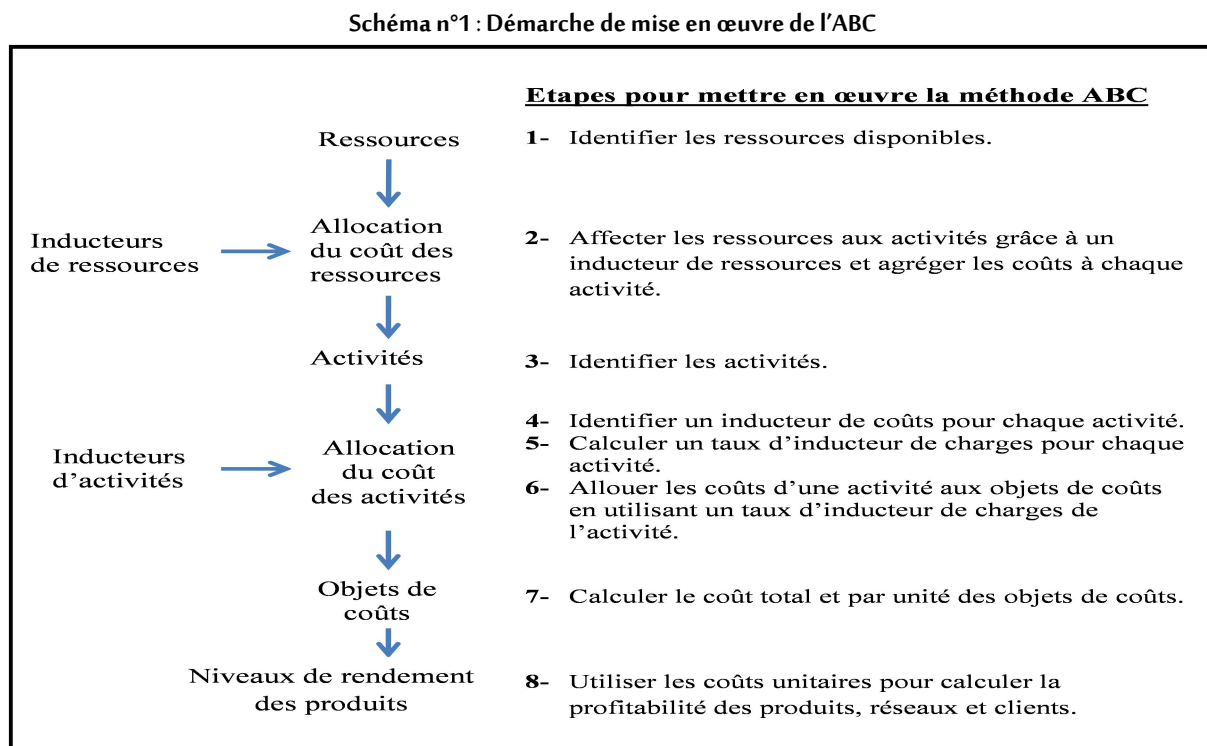 Schéma n°1 : Démarche de mise en œuvre de l'ABC
Etapes pour mettre en œuvre la méthode ABC
Ressources
1- Identifier les ressources disponibles.
Inducteurs
de ressources
Allocation
du coût des
ressources
2- Affecter les ressources aux activités grâce à un
inducteur de ressources et agréger les coûts à chaque
activité.
Activités
3- Identifier les activités.
Inducteurs
d'activités
Allocation
du coût
des activités
4- Identifier un inducteur de coûts pour chaque activité.
5- Calculer un taux d'inducteur de charges pour chaque
activité.
6- Allouer les coûts d'une activité aux objets de coûts
en utilisant un taux d'inducteur de charges de
l'activité.
Objets de
coûts
7- Calculer le coût total et par unité des objets de coûts.
Niveaux de rendement
des produits
8- Utiliser les coûts unitaires pour calculer la
profitabilité des produits, réseaux et clients.